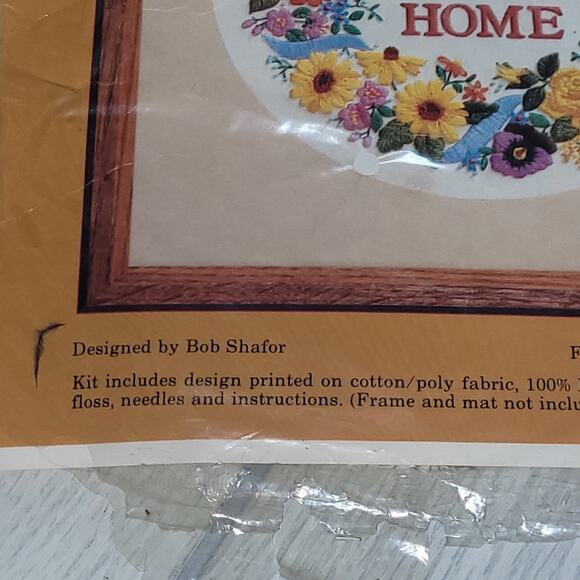 HOME
Designed by Bob Shafor
F
Kit includes design printed on cotton/poly fabric, 100%
floss, needles and instructions. (Frame and mat not inclu